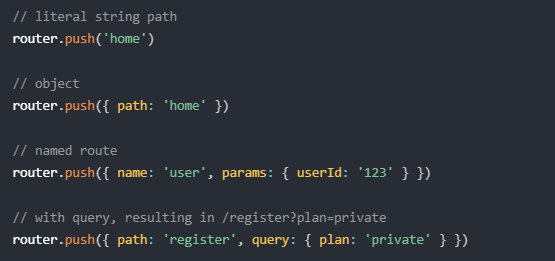 // literal string path
router.push('home')
// object
router.push({ path: 'home' })
// named route
router.push({ name: 'user', params: { userId: '123' } })
// with query, resulting in /register?plan=private
router.push({ path: 'register', query: { plan: 'private' } })